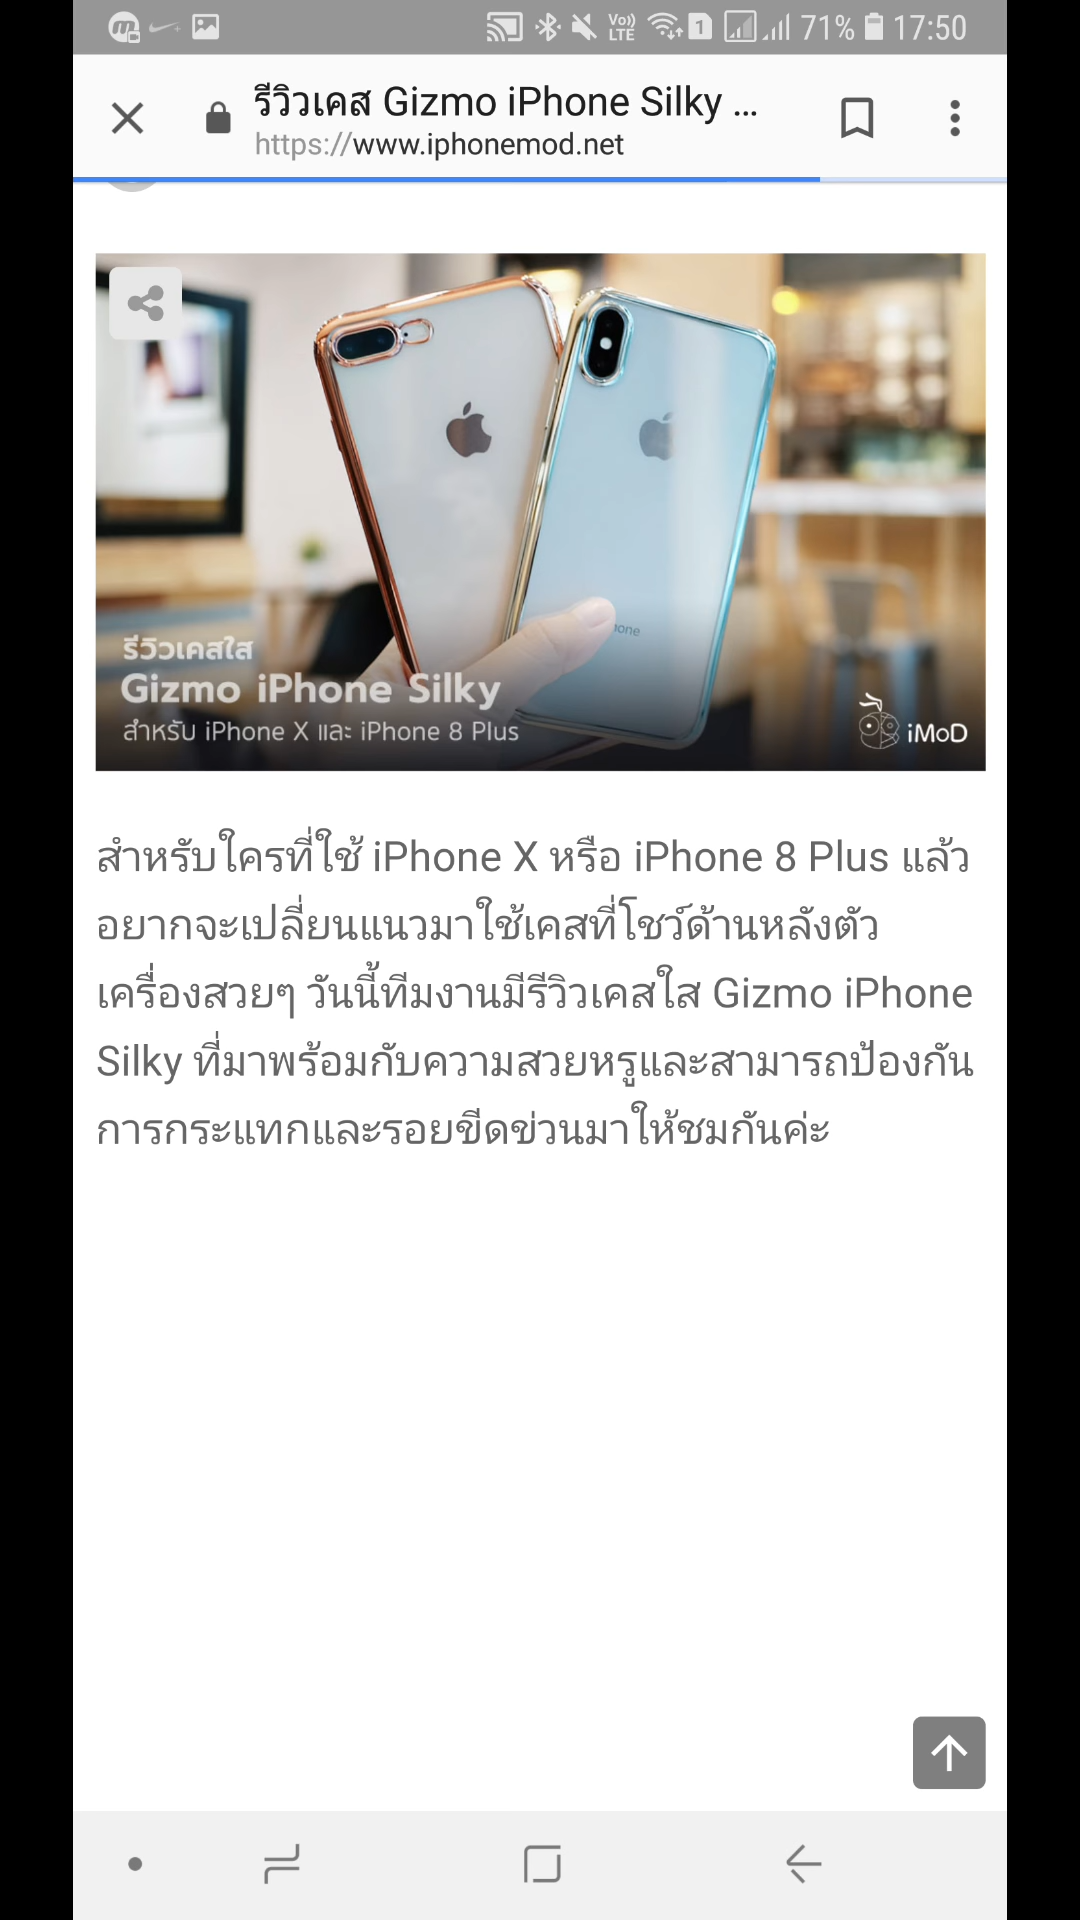 Vo))
LTE
1
71%
17:50
รีวิวเคส Gizmo iPhone Silky ...
https://www.iphonemod.net
รีวิวเคสใส
Gizmo iPhone Silky
สำหรับ iPhone X และ iPhone 8 Plus
iMoD
hone
สำหรับใครที่ใช้ iPhone X หรือ iPhone 8 Plus แล้ว
อยากจะเปลี่ยนแนวมาใช้เคสที่โชว์ด้านหลังตัว
เครื่องสวยๆ วันนี้ทีมงานมีรีวิวเคสใส Gizmo iPhone
Silky ที่มาพร้อมกับความสวยหรูและสามารถป้องกัน
การกระแทกและรอยขีดข่วนมาให้ชมกันค่ะ